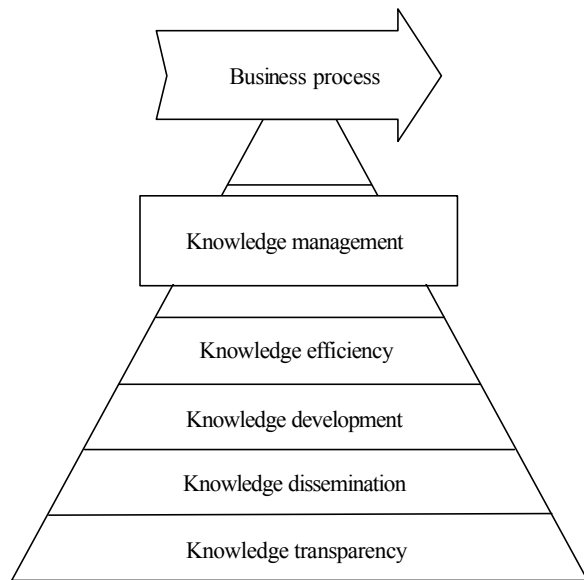 Business process
Knowledge management
Knowledge efficiency
Knowledge development
Knowledge dissemination
Knowledge transparency